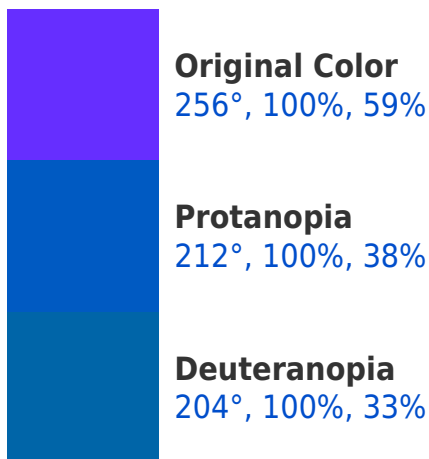 Original Color
256°, 100%, 59%
Protanopia
212°, 100%, 38%
Deuteranopia
204°, 100%, 33%